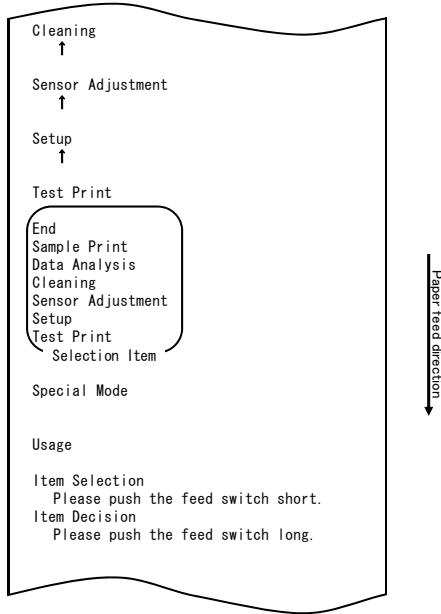 Cleaning
↑
Sensor Adjustment
↑
Setup
↑
Test Print
End
Sample Print
Data Analysis
Cleaning
Sensor Adjustment
Setup
Test Print
Selection Item
Special Mode
Usage
Item Selection
Please push the feed switch short.
Item Decision
Please push the feed switch long.
Paper feed direction